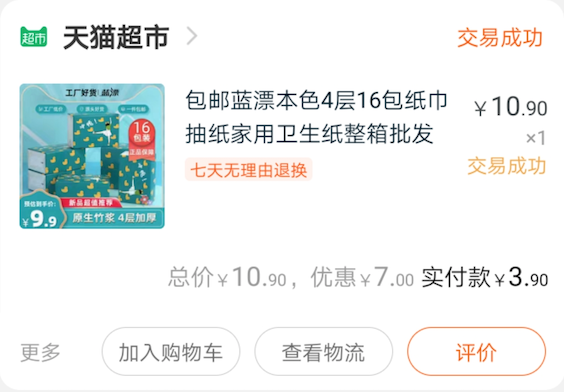 超市 天猫超市 交易成功
工厂好货 蓝漂
16
包装
正品保障
预估到手价:
¥9.9
新品超值推荐
原生竹浆 4层加厚
包邮蓝漂本色4层16包纸巾
抽纸家用卫生纸整箱批发
七天无理由退换
¥10.90
×1
交易成功
总价¥10.90，优惠¥7.00 实付款¥3.90
更多 加入购物车 查看物流 评价